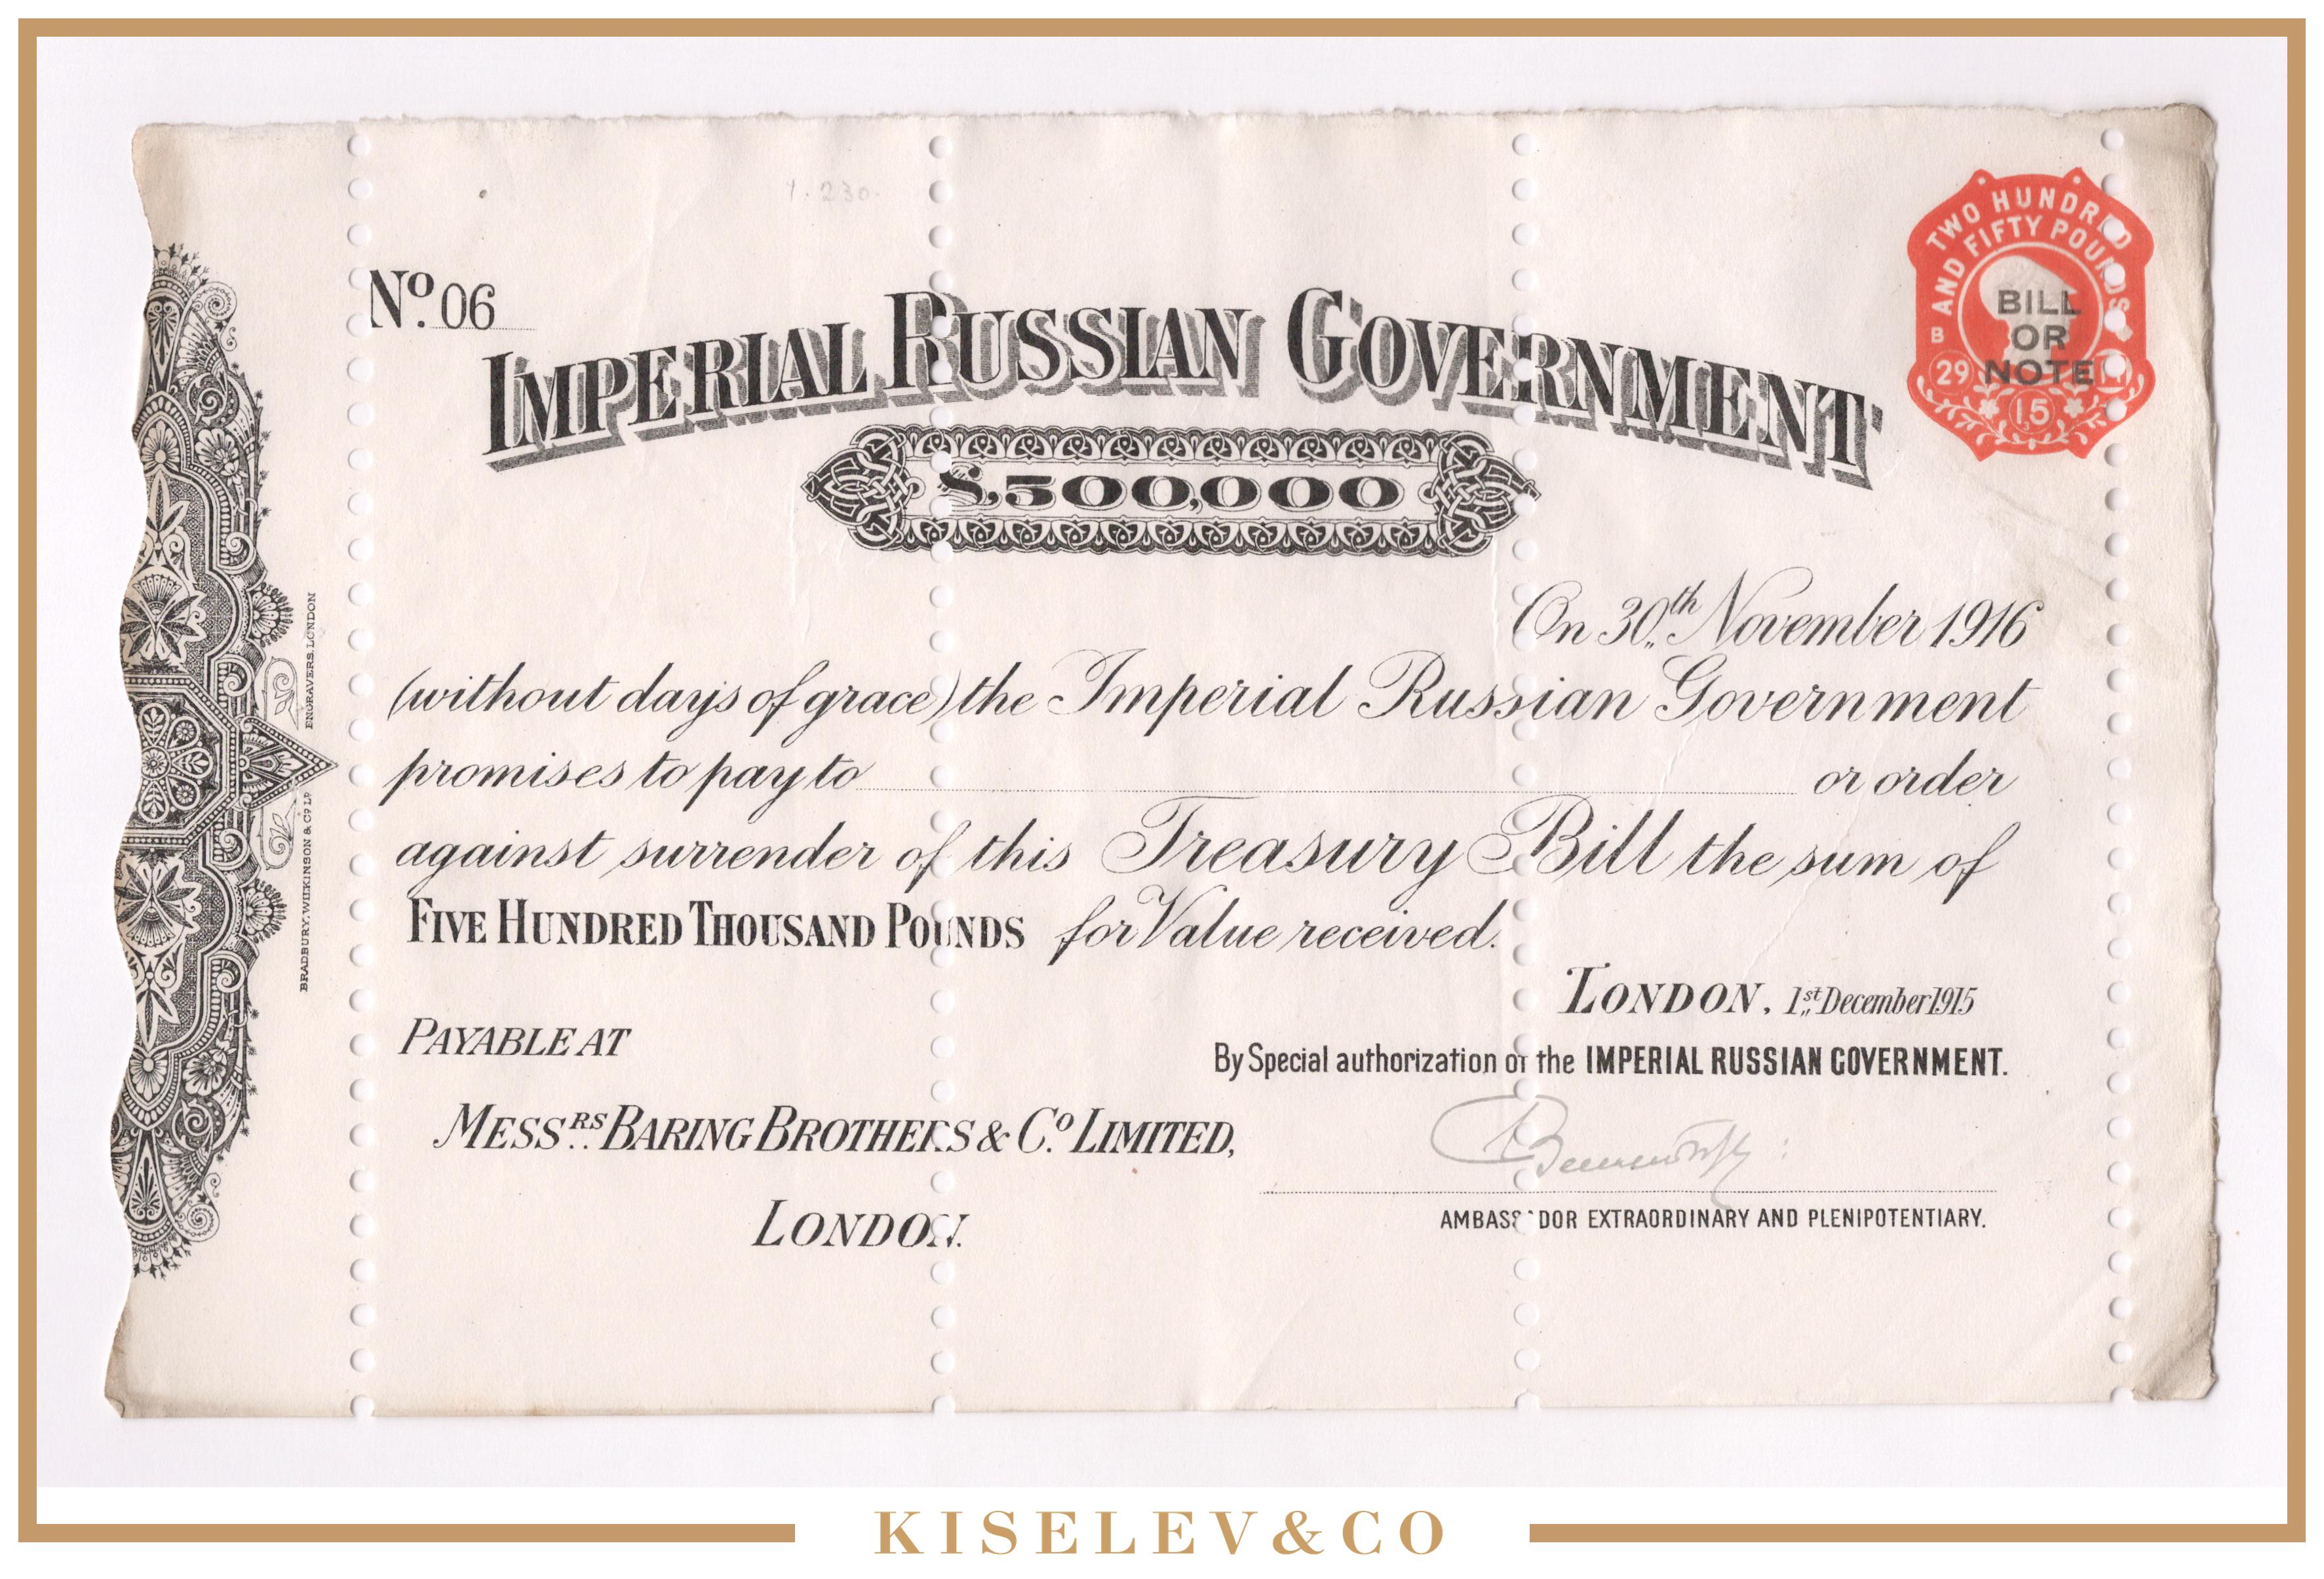 1.230.
No. 06
IMPERIAL RUSSIAN GOVERNMENT
£500,000
TWO HUNDRED
AND FIFTY POUNDS
BILL
OR
NOTE
B
29
15
On 30th November 1916
(without days of grace) the Imperial Russian Government
promises to pay to or order
against surrender of this Treasury Bill the sum of
FIVE HUNDRED THOUSAND POUNDS for Value received.
LONDON, 1st December 1915
PAYABLE AT
By Special authorization of the IMPERIAL RUSSIAN GOVERNMENT.
MESSRS BARING BROTHERS & CO. LIMITED,
LONDON.
AMBASSADOR EXTRAORDINARY AND PLENIPOTENTIARY.
BRADBURY, WILKINSON & CO. LD. ENGRAVERS, LONDON
KISELEV&CO